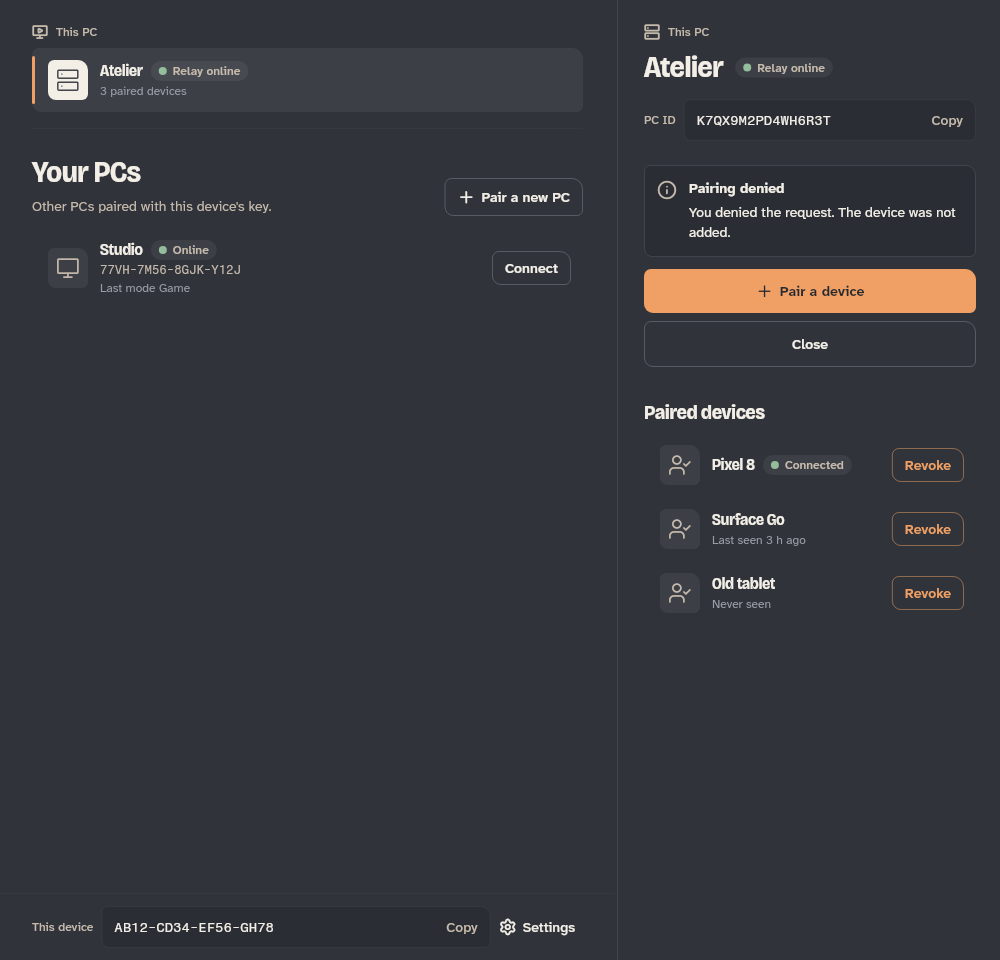 This PC
Atelier
Relay online
3 paired devices
Your PCs
Other PCs paired with this device's key.
Pair a new PC
Studio
Online
77VH-7M56-8GJK-Y12J
Last mode Game
Connect
This device
AB12-CD34-EF56-GH78
Copy
Settings
This PC
Atelier
Relay online
PC ID
K7QX9M2PD4WH6R3T
Copy
Pairing denied
You denied the request. The device was not
added.
Pair a device
Close
Paired devices
Pixel 8
Connected
Revoke
Surface Go
Last seen 3 h ago
Revoke
Old tablet
Never seen
Revoke